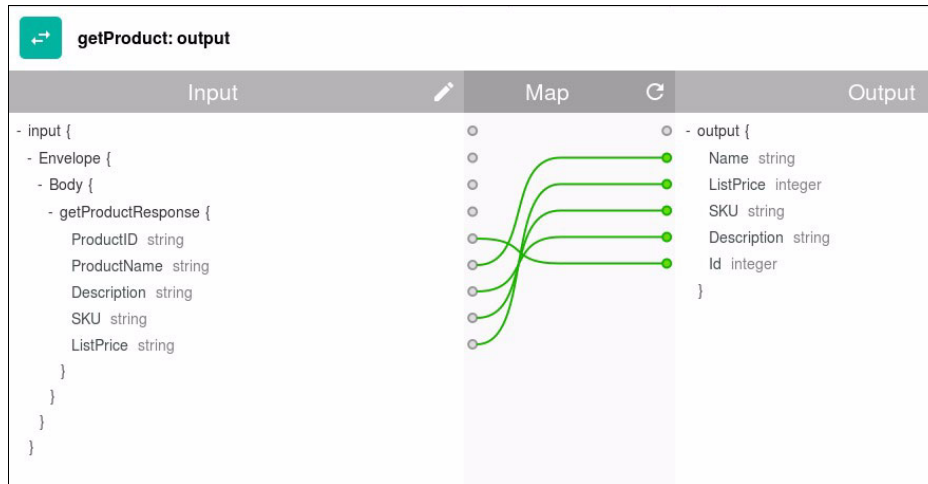 getProduct: output
Input
Map
Output
- input {
- Envelope {
- Body {
- getProductResponse {
ProductID string
ProductName string
Description string
SKU string
ListPrice string
}
}
}
}
- output {
Name string
ListPrice integer
SKU string
Description string
Id integer
}